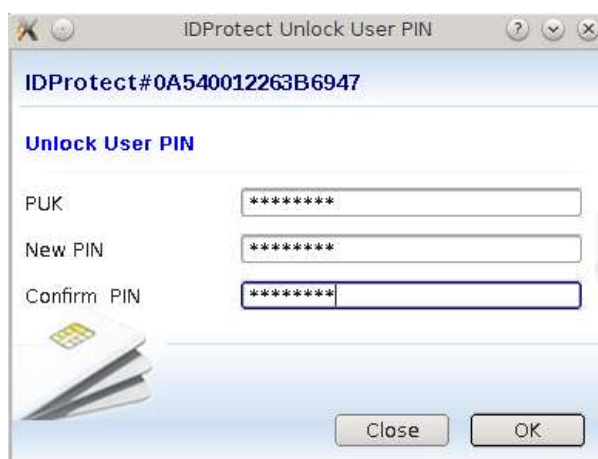 IDProtect Unlock User PIN
IDProtect#0A540012263B6947
Unlock User PIN
PUK ********
New PIN ********
Confirm PIN ********
Close OK